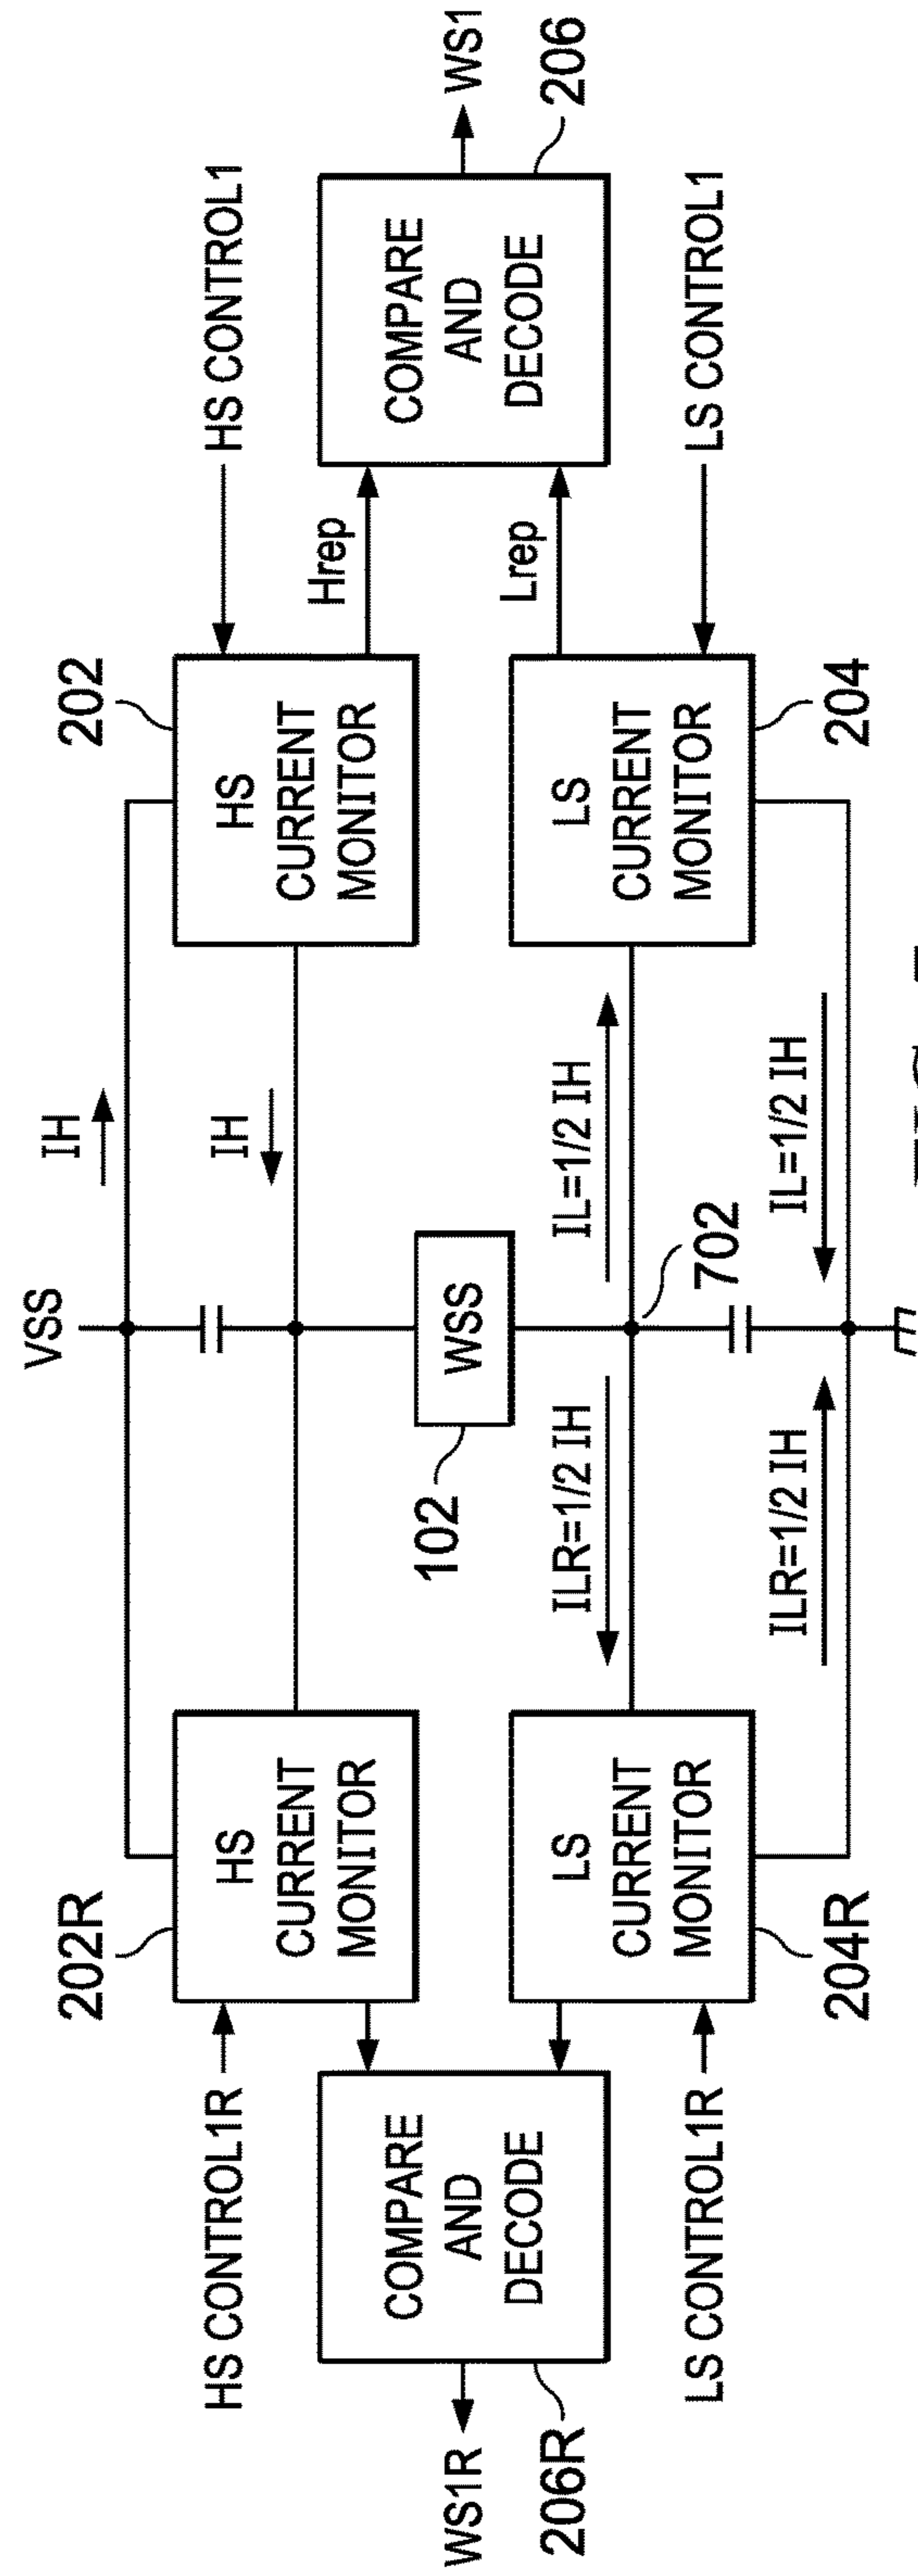 VSS
IH
IH
202R
HS
CURRENT
MONITOR
202
HS
CURRENT
MONITOR
HS CONTROL1R
HS CONTROL1
Hrep
COMPARE
AND
DECODE
WS1R
206R
102
WSS
COMPARE
AND
DECODE
WS1
206
Lrep
ILR=1/2 IH
IL=1/2 IH
702
LS
CURRENT
MONITOR
204R
LS
CURRENT
MONITOR
204
LS CONTROL1R
LS CONTROL1
ILR=1/2 IH
IL=1/2 IH